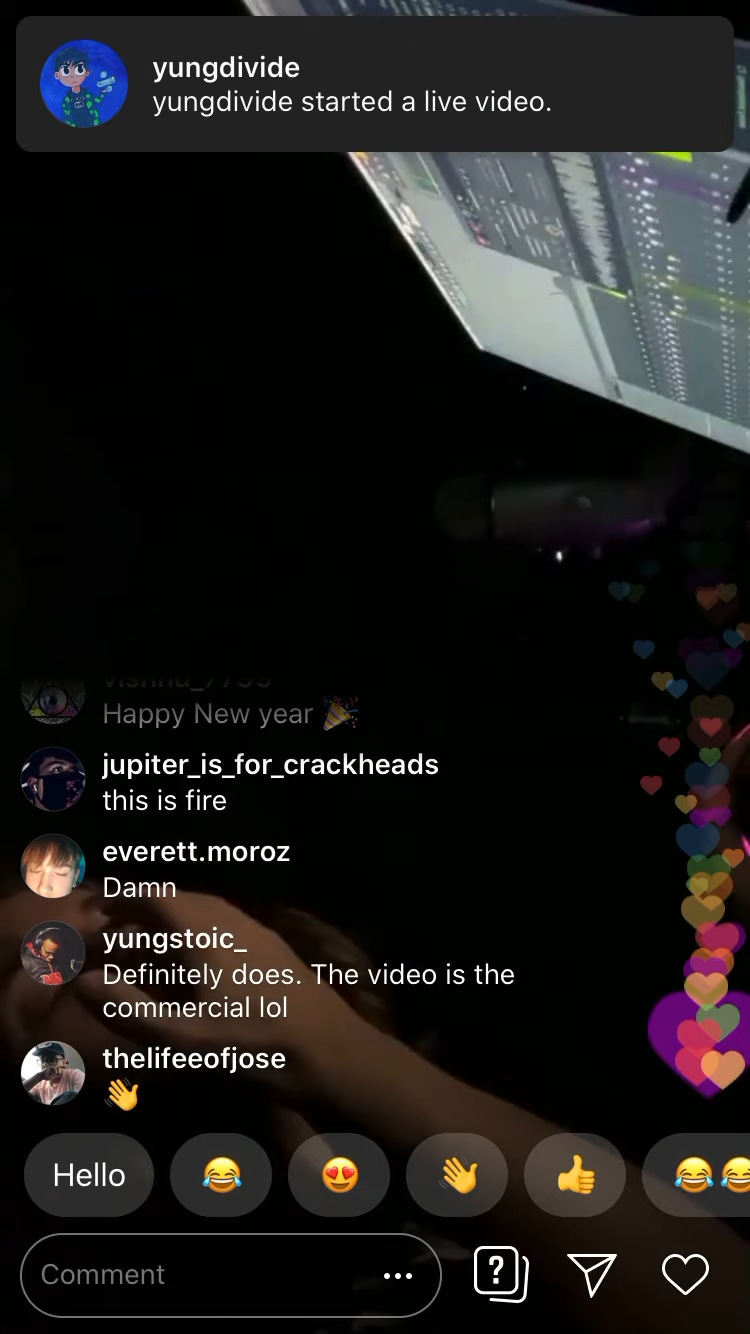 yungdivide
yungdivide started a live video.
Happy New year 🎉
jupiter_is_for_crackheads
this is fire
everett.moroz
Damn
yungstoic_
Definitely does. The video is the
commercial lol
thelifeeofjose
👋
Hello 😂 😍 👋 👍 😂😂
Comment ... ?